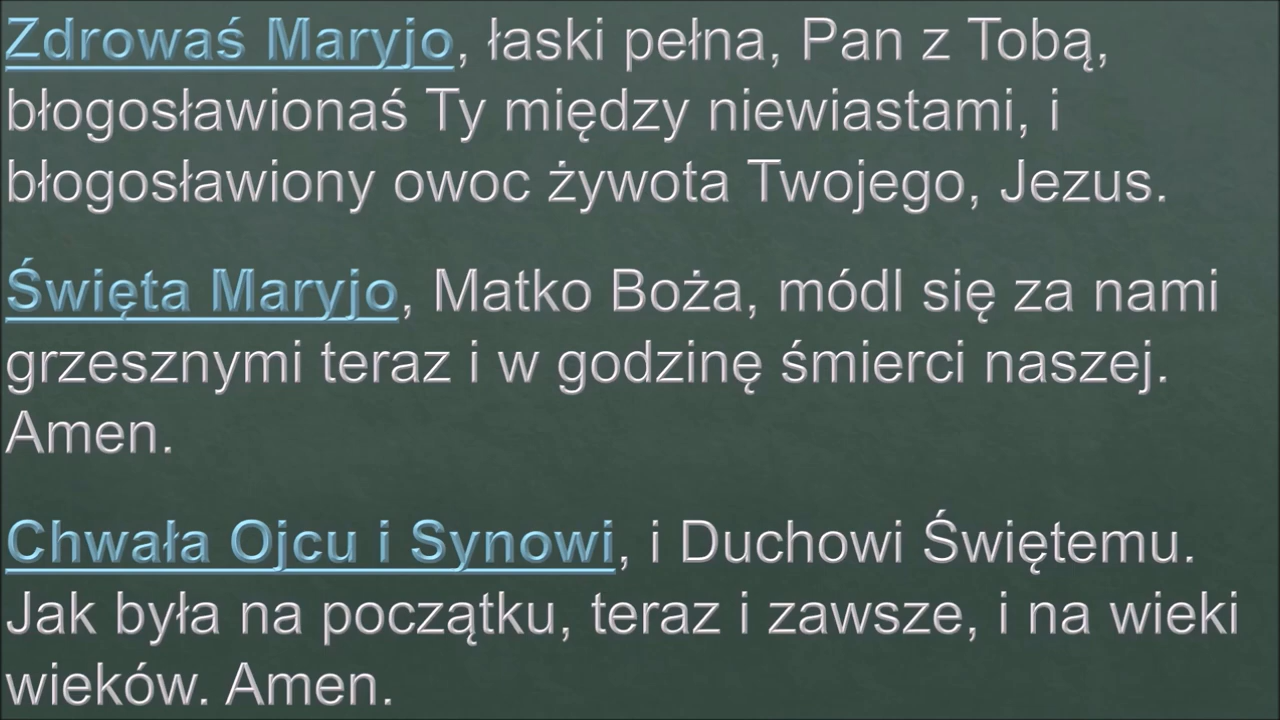 Zdrowaś Maryjo, łaski pełna, Pan z Tobą,
błogosławionaś Ty między niewiastami, i
błogosławiony owoc żywota Twojego, Jezus.
Święta Maryjo, Matko Boża, módl się za nami
grzesznymi teraz i w godzinę śmierci naszej.
Amen.
Chwała Ojcu i Synowi, i Duchowi Świętemu.
Jak była na początku, teraz i zawsze, i na wieki
wieków. Amen.